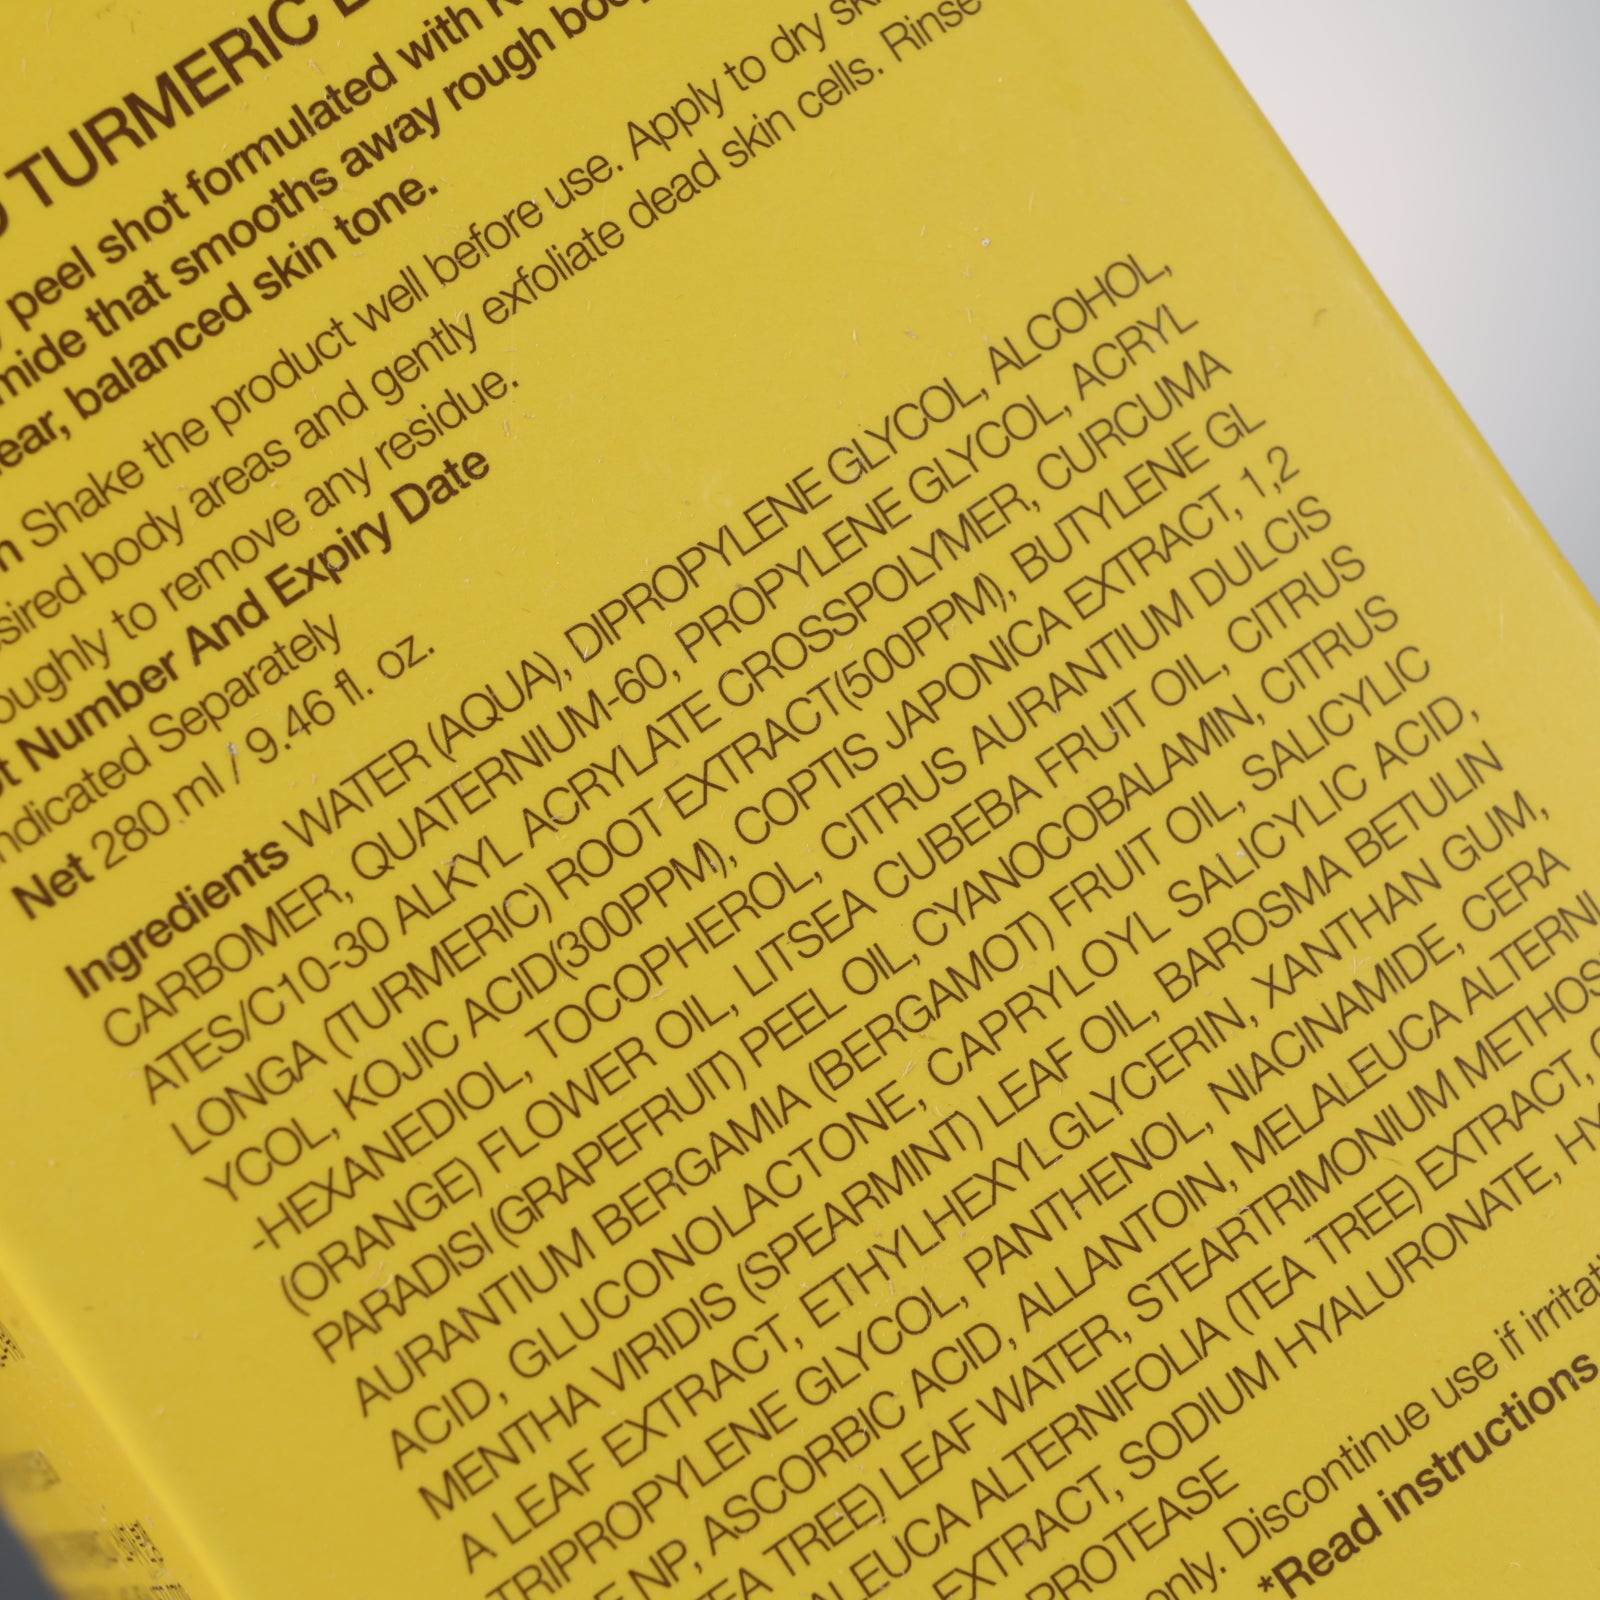 TURMERIC
peel shot formulated with
mide that smooths away rough
ear, balanced skin tone.
Shake the product well before use. Apply to dry
sired body areas and gently exfoliate dead skin cells. Rinse
oughly to remove any residue.
t Number And Expiry Date
ndicated Separately
Net 280 ml / 9.46 fl. oz.
Ingredients WATER (AQUA), DIPROPYLENE GLYCOL, ALCOHOL,
CARBOMER, QUATERNIUM-60, PROPYLENE GLYCOL, ACRYL
ATES/C10-30 ALKYL ACRYLATE CROSSPOLYMER, CURCUMA
LONGA (TURMERIC) ROOT EXTRACT(500PPM), BUTYLENE GL
YCOL, KOJIC ACID(300PPM), COPTIS JAPONICA EXTRACT, 1,2
-HEXANEDIOL, TOCOPHEROL, CITRUS AURANTIUM DULCIS
(ORANGE) FLOWER OIL, LITSEA CUBEBA FRUIT OIL, CITRUS
PARADISI (GRAPEFRUIT) PEEL OIL, CYANOCOBALAMIN, CITRUS
AURANTIUM BERGAMIA (BERGAMOT) FRUIT OIL, SALICYLIC
ACID, GLUCONOLACTONE, CAPRYLOYL SALICYLIC ACID,
MENTHA VIRIDIS (SPEARMINT) LEAF OIL, BAROSMA BETULIN
A LEAF EXTRACT, ETHYLHEXYLGLYCERIN, XANTHAN GUM,
TRIPROPYLENE GLYCOL, PANTHENOL, NIACINAMIDE, CERA
E NP, ASCORBIC ACID, ALLANTOIN, MELALEUCA ALTERNI
TEA TREE) LEAF WATER, STEARTRIMONIUM METHOS
ALEUCA ALTERNIFOLIA (TEA TREE) EXTRACT,
EXTRACT, SODIUM HYALURONATE, HY
PROTEASE
only. Discontinue use if irritat
*Read instructions